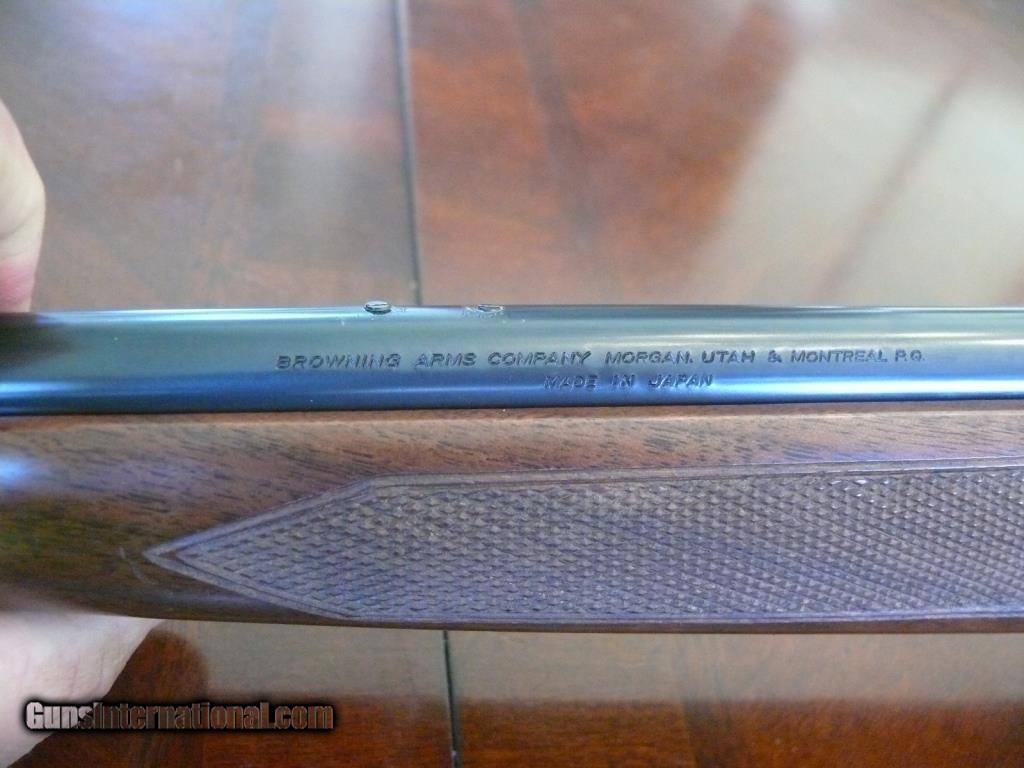 BROWNING ARMS COMPANY MORGAN, UTAH & MONTREAL P.Q.
MADE IN JAPAN
GunsInternational.com